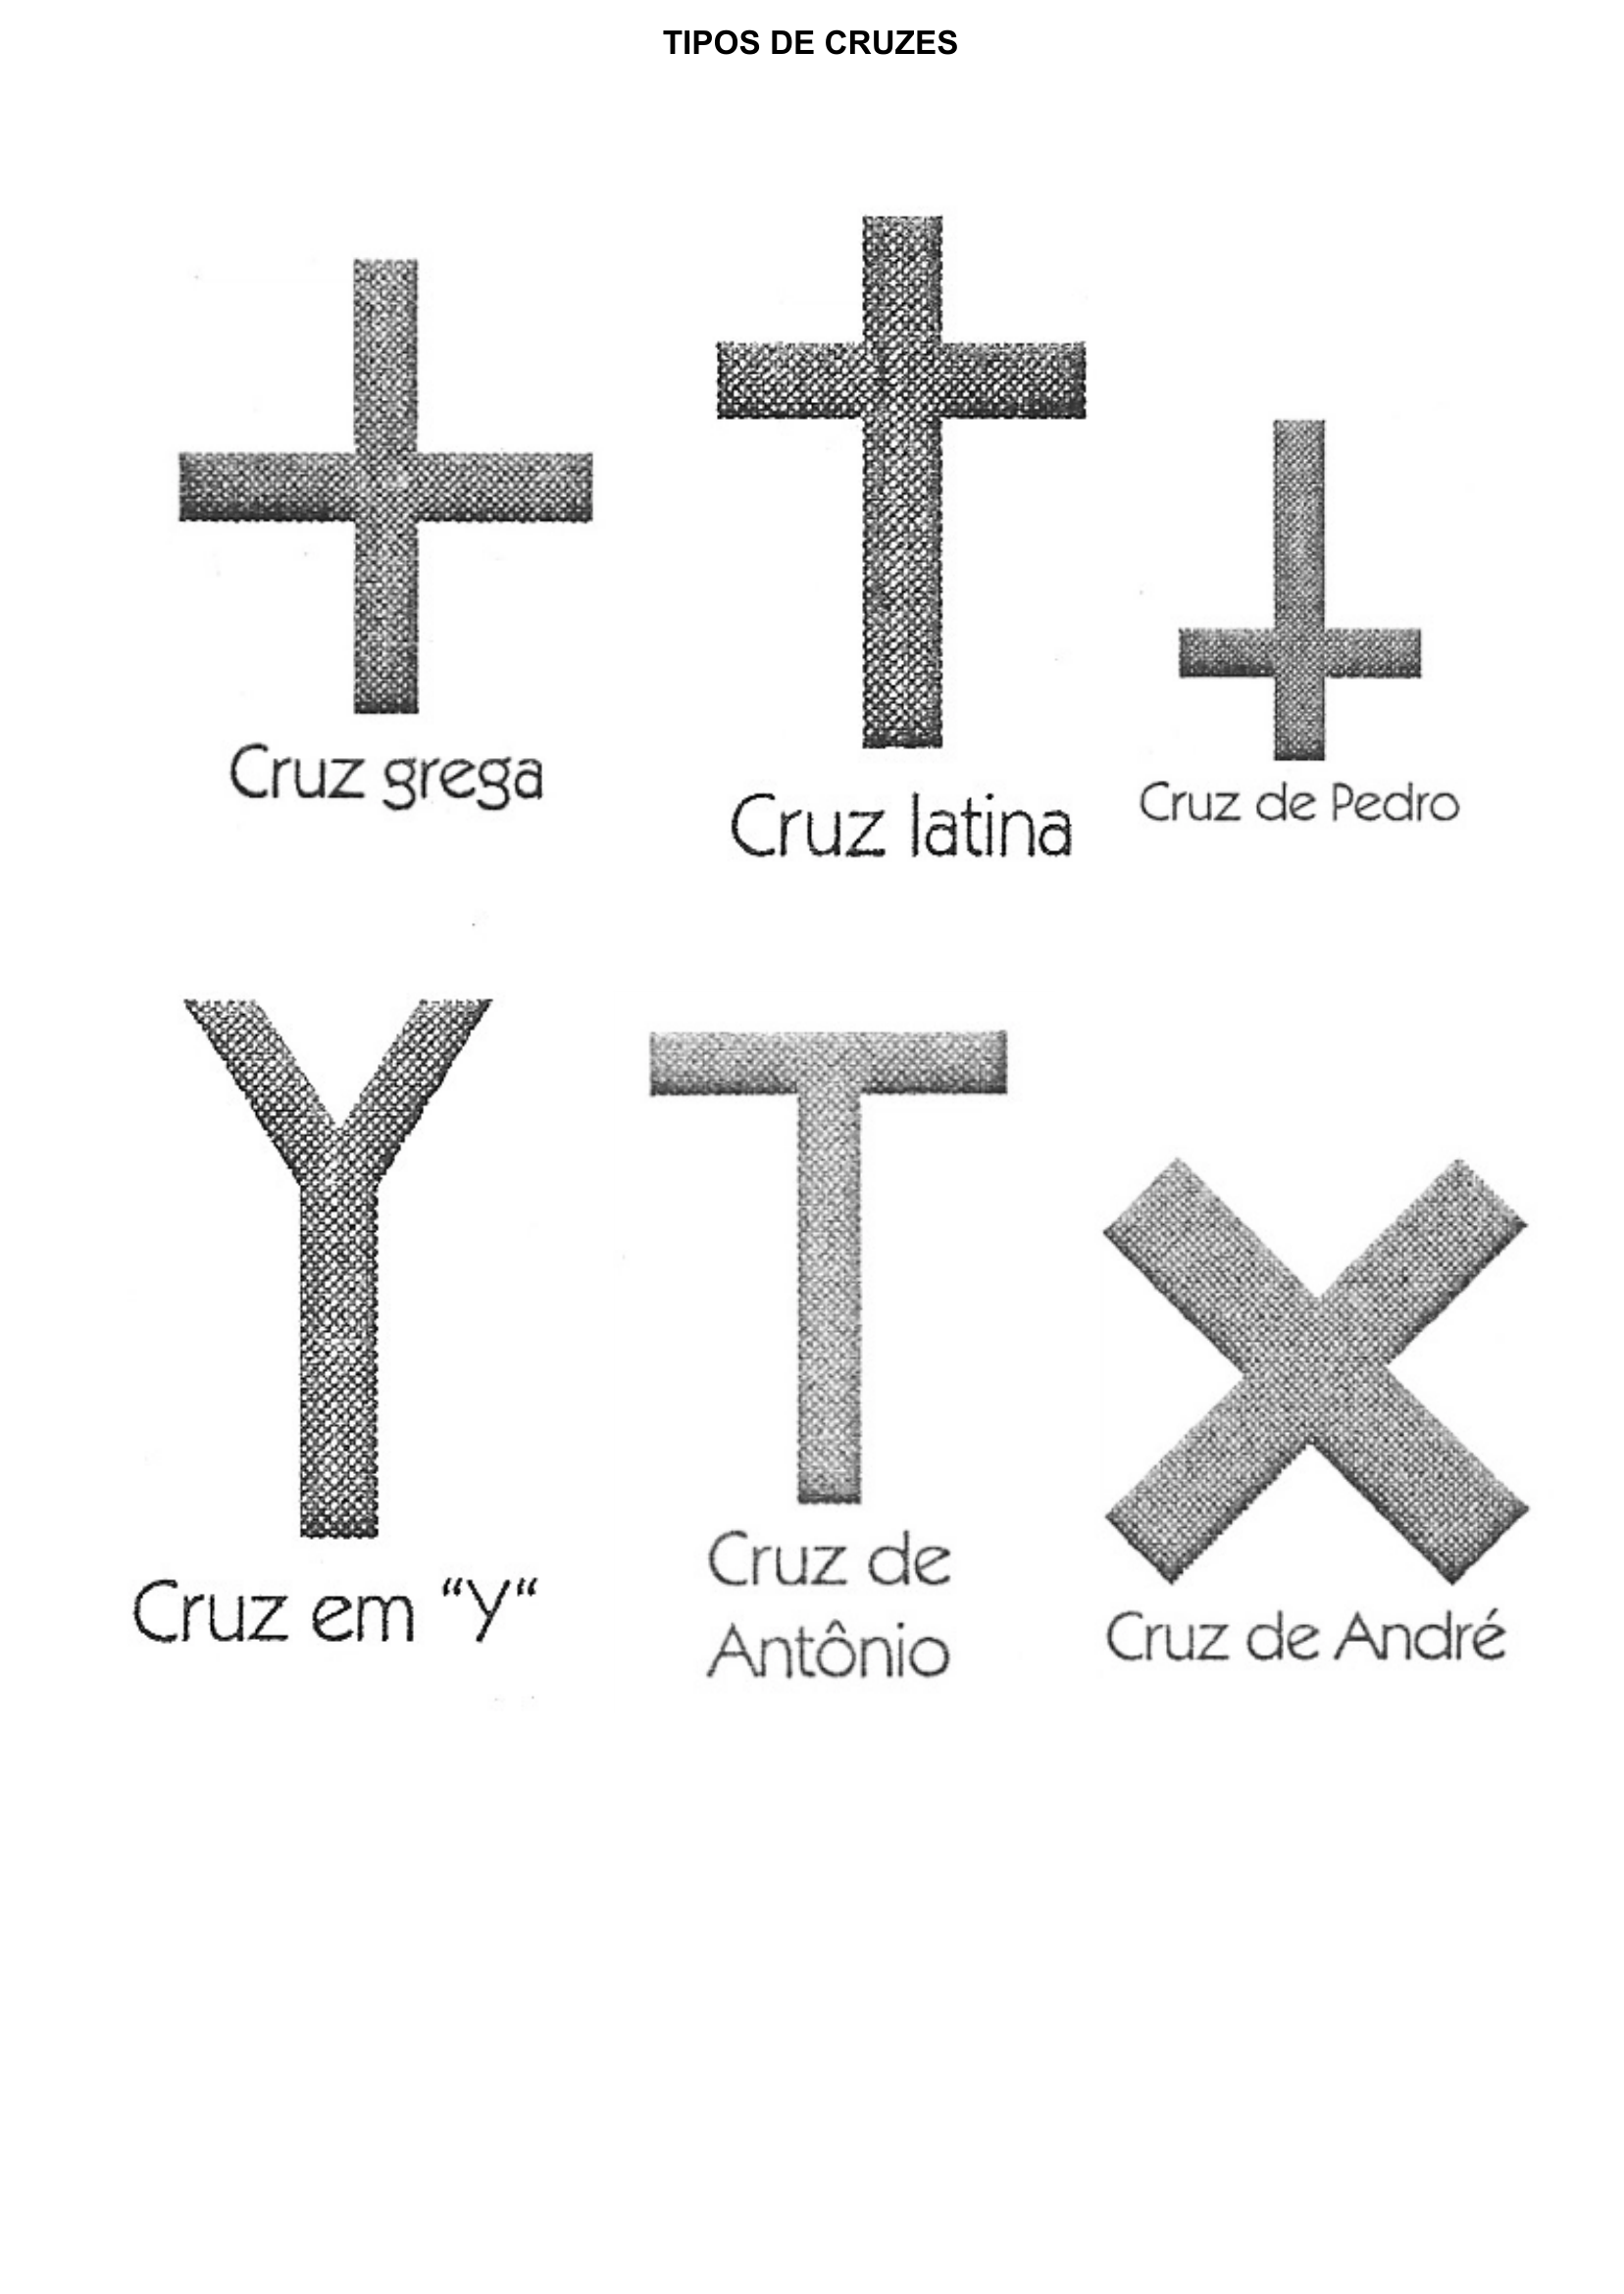 TIPOS DE CRUZES
Cruz grega
Cruz latina
Cruz de Pedro
Cruz em “Y“
Cruz de
Antônio
Cruz de André